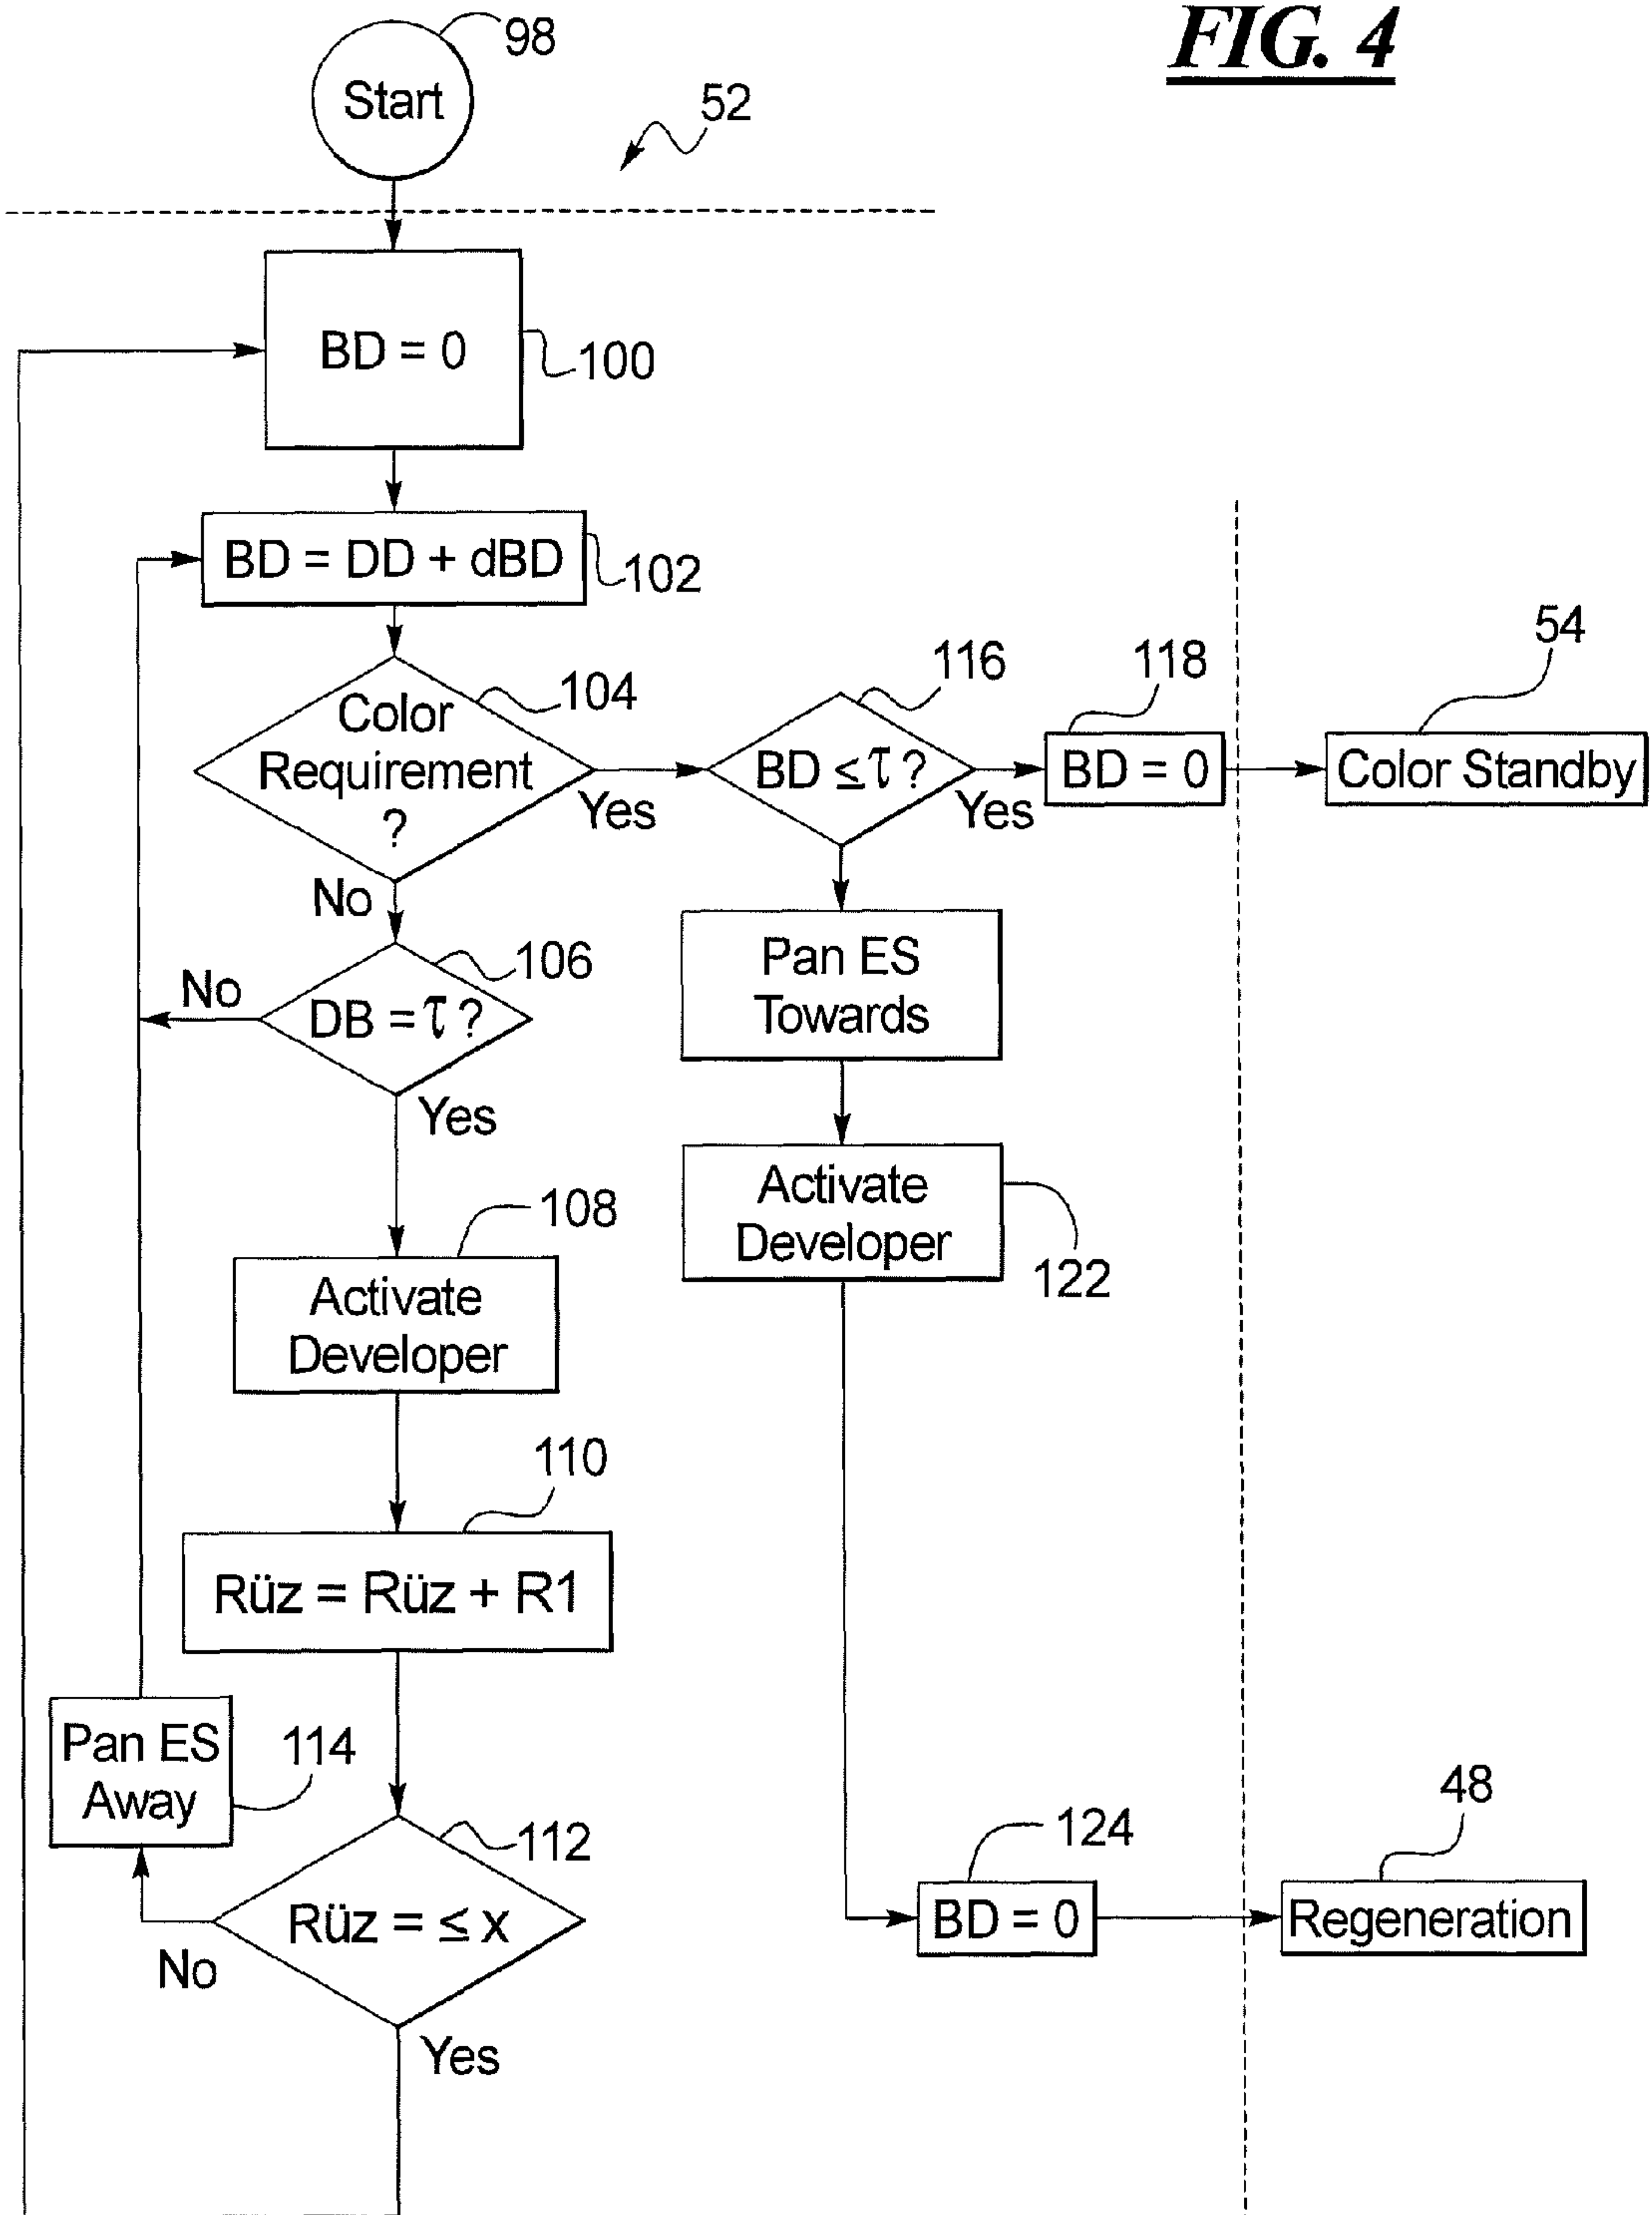 FIG. 4
98
Start
52
BD = 0
100
BD = DD + dBD
102
54
116
118
104
Color
Requirement
?
Yes
BD ≤ τ ?
Yes
BD = 0
Color Standby
No
106
No
DB = τ ?
Yes
Pan ES
Towards
108
Activate
Developer
Activate
Developer
122
110
Rüz = Rüz + R1
Pan ES
Away
114
112
Rüz = ≤ x
No
Yes
124
BD = 0
48
Regeneration